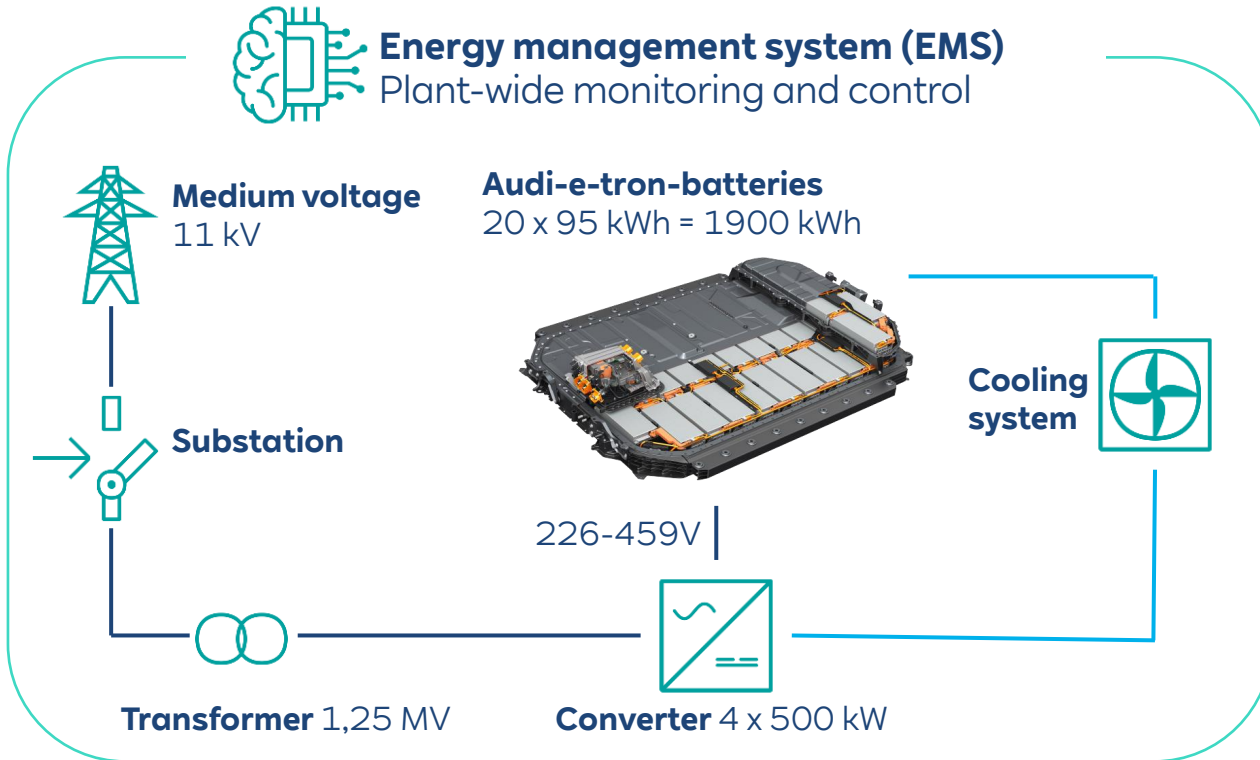 Energy management system (EMS)
Plant-wide monitoring and control
Medium voltage
11 kV
Audi-e-tron-batteries
20 x 95 kWh = 1900 kWh
Cooling
system
Substation
226-459V
Transformer 1,25 MV
Converter 4 x 500 kW